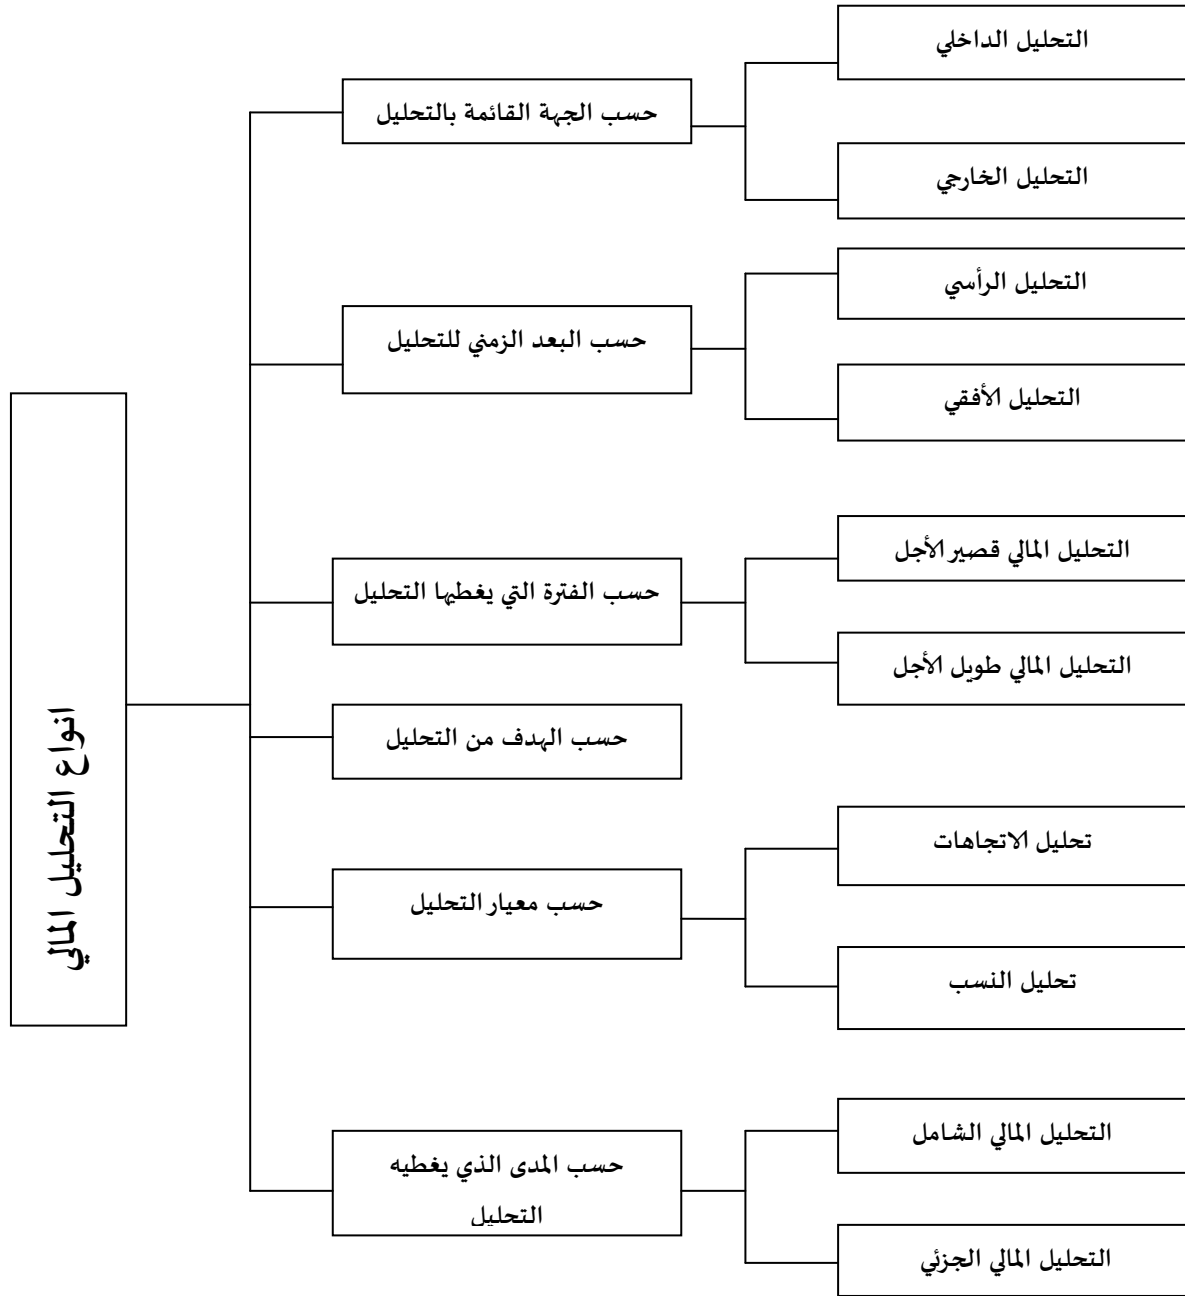 انواع التحليل المالي
حسب الجهة القائمة بالتحليل
التحليل الداخلي
التحليل الخارجي
حسب البعد الزمني للتحليل
التحليل الرأسي
التحليل الأفقي
حسب الفترة التي يغطيها التحليل
التحليل المالي قصير الأجل
التحليل المالي طويل الأجل
حسب الهدف من التحليل
حسب معيار التحليل
تحليل الاتجاهات
تحليل النسب
حسب المدى الذي يغطيه
التحليل
التحليل المالي الشامل
التحليل المالي الجزئي